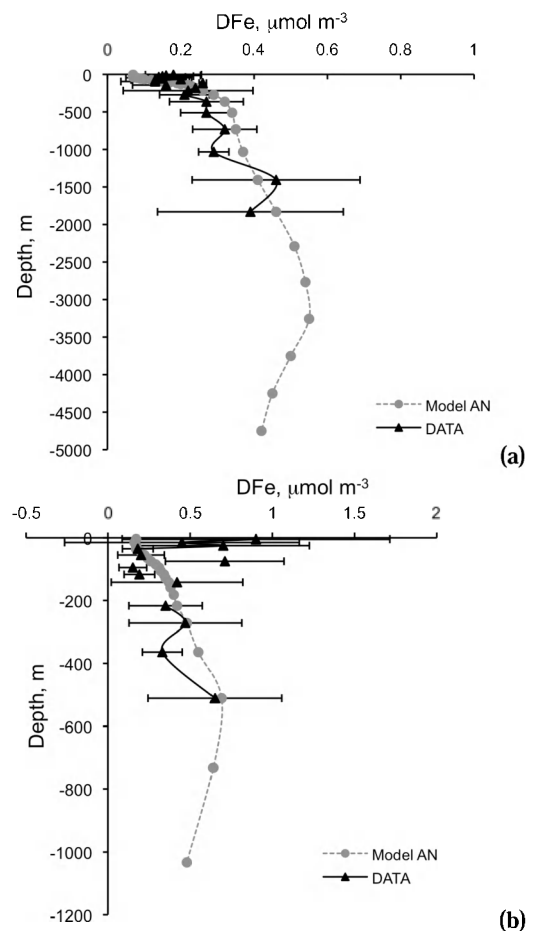 DFe, μmol m-3
0 0.2 0.4 0.6 0.8 1
0
-500
-1000
-1500
-2000
-2500
-3000
-3500
-4000
-4500
-5000
Depth, m
Model AN
DATA
(a)
DFe, μmol m-3
-0.5 0 0.5 1 1.5 2
0
-200
-400
-600
-800
-1000
-1200
Depth, m
Model AN
DATA
(b)